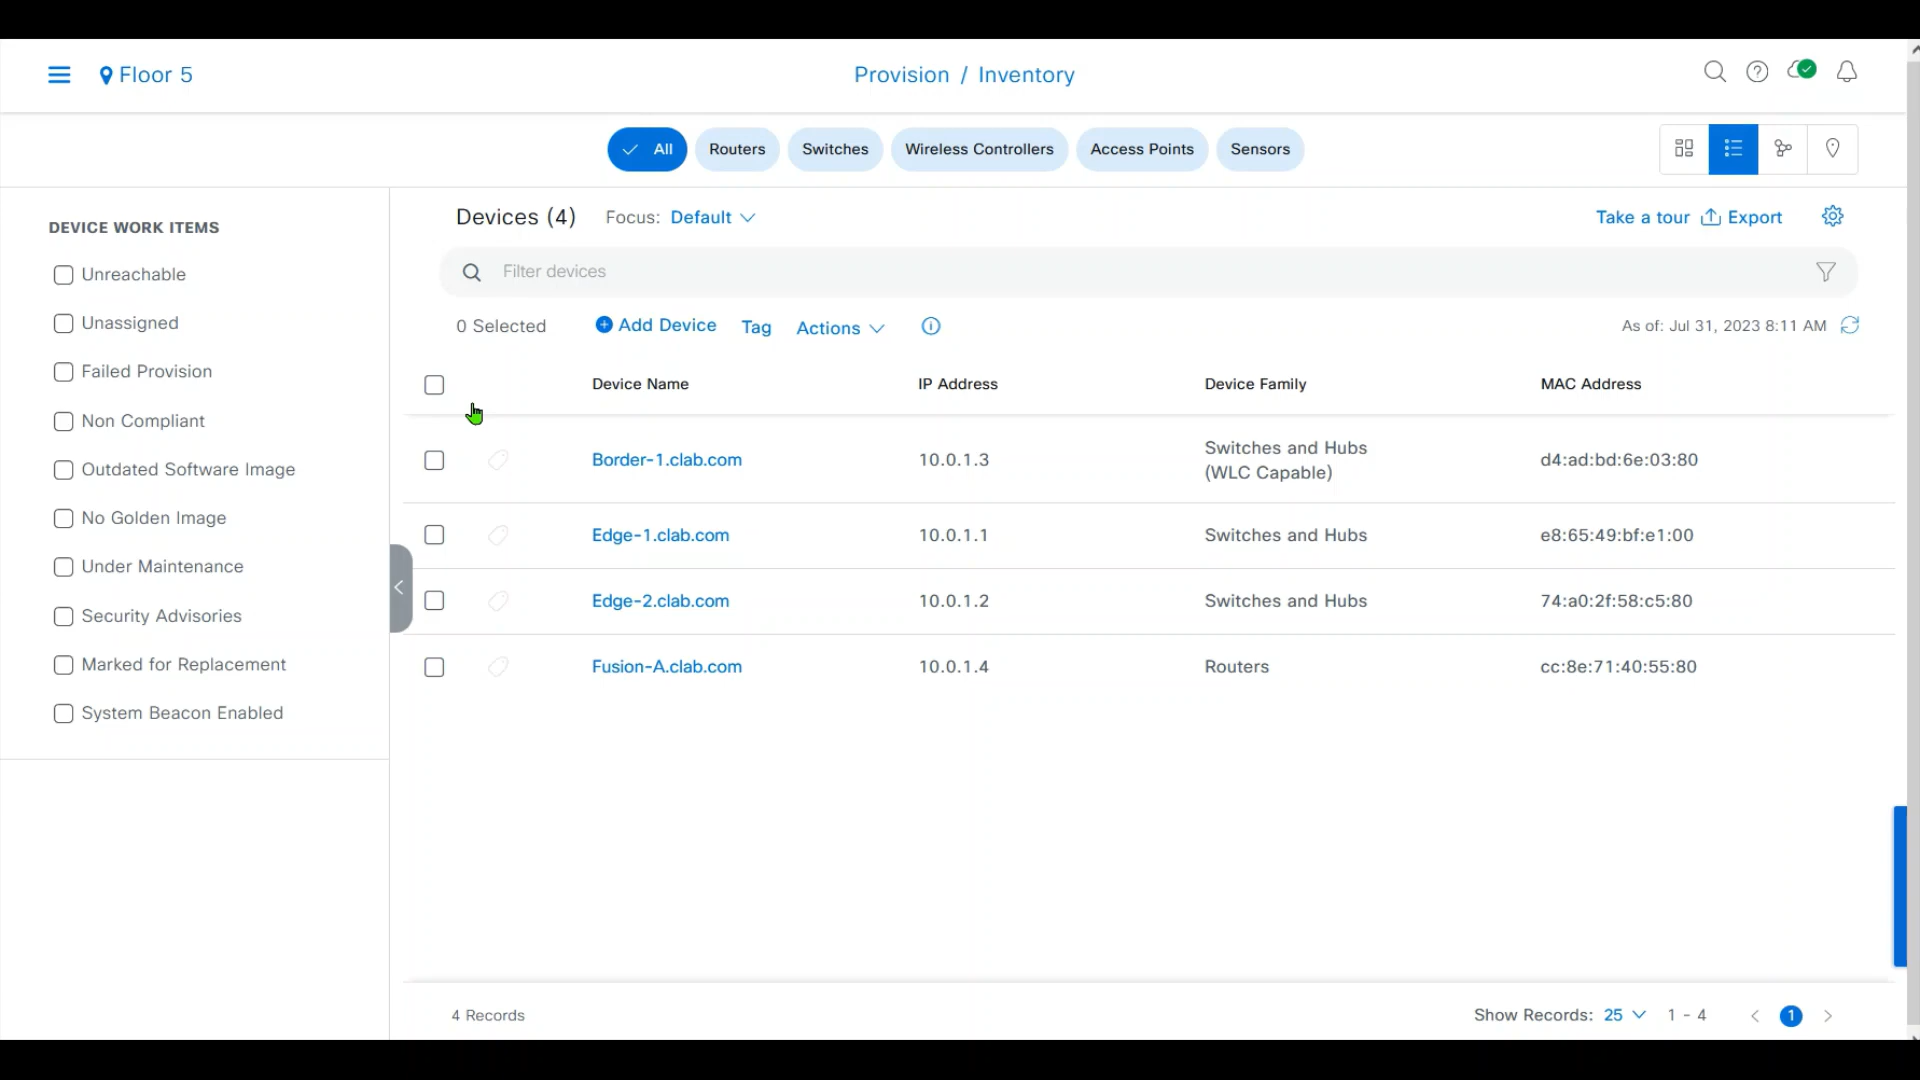 Floor 5
Provision / Inventory
All Routers Switches Wireless Controllers Access Points Sensors
DEVICE WORK ITEMS
Unreachable
Unassigned
Failed Provision
Non Compliant
Outdated Software Image
No Golden Image
Under Maintenance
Security Advisories
Marked for Replacement
System Beacon Enabled
Devices (4) Focus: Default Take a tour Export
Filter devices
0 Selected Add Device Tag Actions As of: Jul 31, 2023 8:11 AM
Device Name IP Address Device Family MAC Address
Border-1.clab.com 10.0.1.3 Switches and Hubs
(WLC Capable) d4:ad:bd:6e:03:80
Edge-1.clab.com 10.0.1.1 Switches and Hubs e8:65:49:bf:e1:00
Edge-2.clab.com 10.0.1.2 Switches and Hubs 74:a0:2f:58:c5:80
Fusion-A.clab.com 10.0.1.4 Routers cc:8e:71:40:55:80
4 Records Show Records: 25 1 - 4 1